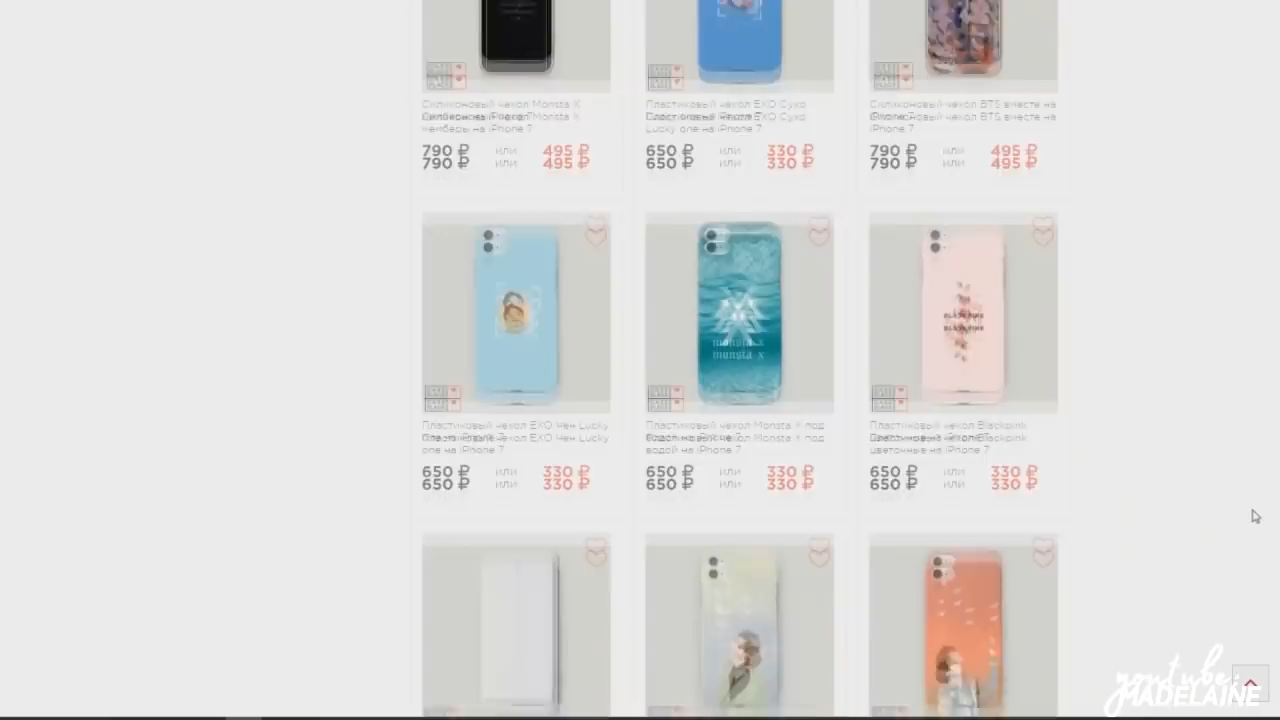 Силиконовый чехол Monsta X
мемберы на iPhone 7
790 ₽ или 495 ₽
Пластиковый чехол EXO Сухо
Lucky one на iPhone 7
650 ₽ или 330 ₽
Силиконовый чехол BTS вместе на
iPhone 7
790 ₽ или 495 ₽
monsta x
BLACKPINK
Пластиковый чехол EXO Чен Lucky
one на iPhone 7
650 ₽ или 330 ₽
Пластиковый чехол Monsta X под
водой на iPhone 7
650 ₽ или 330 ₽
Пластиковый чехол Blackpink
цветочные на iPhone 7
650 ₽ или 330 ₽
youtube:
MADELAINE